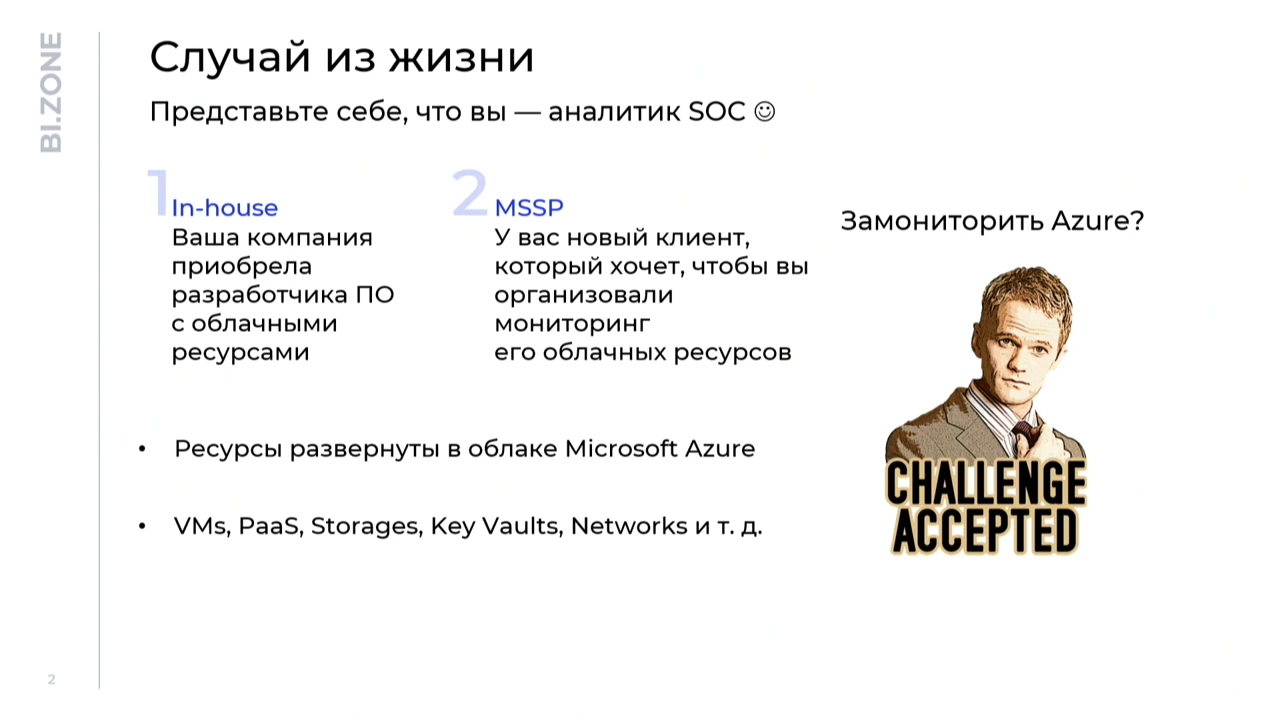 BI.ZONE
Случай из жизни
Представьте себе, что вы — аналитик SOC ☺
1
In-house
Ваша компания
приобрела
разработчика ПО
с облачными
ресурсами
2
MSSP
У вас новый клиент,
который хочет, чтобы вы
организовали
мониторинг
его облачных ресурсов
Замониторить Azure?
CHALLENGE
ACCEPTED
• Ресурсы развернуты в облаке Microsoft Azure
• VMs, PaaS, Storages, Key Vaults, Networks и т. д.
2